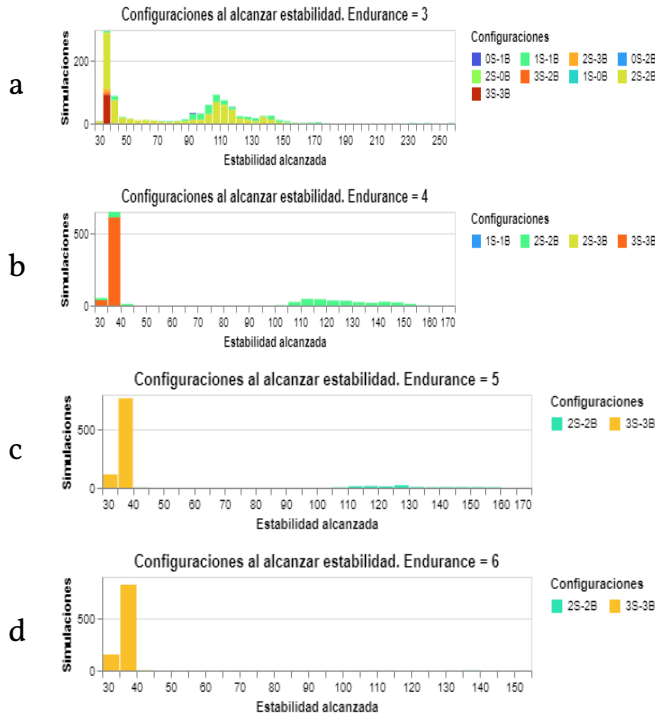 Configuraciones al alcanzar estabilidad. Endurance = 3
a
Simulaciones
200
0
30 50 70 90 110 130 150 170 190 210 230 250
Estabilidad alcanzada
Configuraciones
0S-1B 1S-1B 2S-3B 0S-2B
2S-0B 3S-2B 1S-0B 2S-2B
3S-3B
Configuraciones al alcanzar estabilidad. Endurance = 4
b
Simulaciones
500
0
30 40 50 60 70 80 90 100 110 120 130 140 150 160 170
Estabilidad alcanzada
Configuraciones
1S-1B 2S-2B 2S-3B 3S-3B
Configuraciones al alcanzar estabilidad. Endurance = 5
c
Simulaciones
500
0
30 40 50 60 70 80 90 100 110 120 130 140 150 160 170
Estabilidad alcanzada
Configuraciones
2S-2B 3S-3B
Configuraciones al alcanzar estabilidad. Endurance = 6
d
Simulaciones
500
0
30 40 50 60 70 80 90 100 110 120 130 140 150
Estabilidad alcanzada
Configuraciones
2S-2B 3S-3B